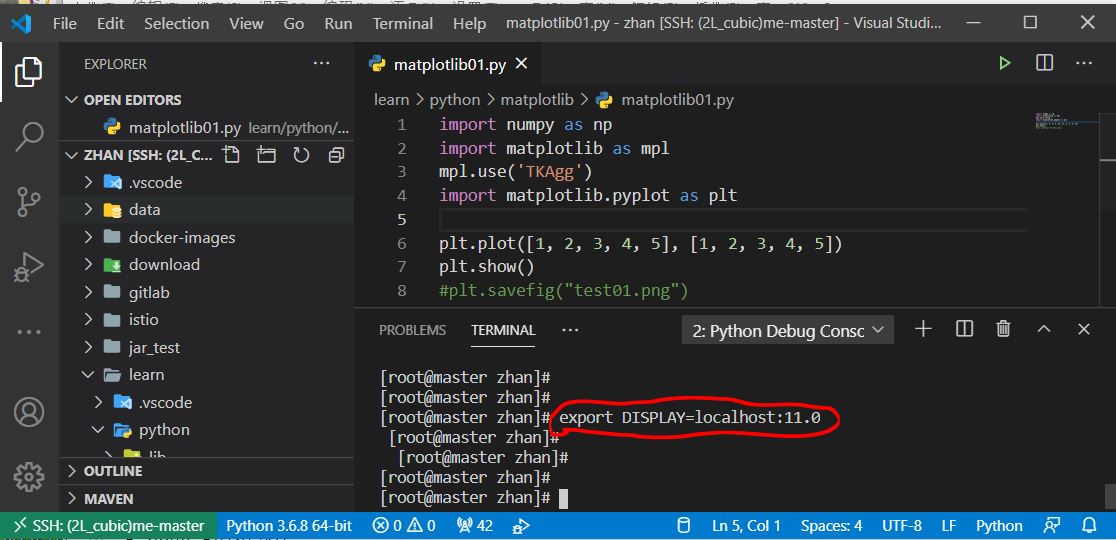 File Edit Selection View Go Run Terminal Help matplotlib01.py - zhan [SSH: (2L_cubic)me-master] - Visual Studi...
EXPLORER
OPEN EDITORS
matplotlib01.py learn/python/...
ZHAN [SSH: (2L_C...
.vscode
data
docker-images
download
gitlab
istio
jar_test
learn
.vscode
python
lib
OUTLINE
MAVEN
matplotlib01.py
learn > python > matplotlib > matplotlib01.py
1 import numpy as np
2 import matplotlib as mpl
3 mpl.use('TKAgg')
4 import matplotlib.pyplot as plt
5
6 plt.plot([1, 2, 3, 4, 5], [1, 2, 3, 4, 5])
7 plt.show()
8 #plt.savefig("test01.png")
PROBLEMS TERMINAL ... 2: Python Debug Consc
[root@master zhan]#
[root@master zhan]#
[root@master zhan]# export DISPLAY=localhost:11.0
[root@master zhan]#
[root@master zhan]#
[root@master zhan]#
[root@master zhan]#
SSH: (2L_cubic)me-master Python 3.6.8 64-bit 0 0 42 Ln 5, Col 1 Spaces: 4 UTF-8 LF Python